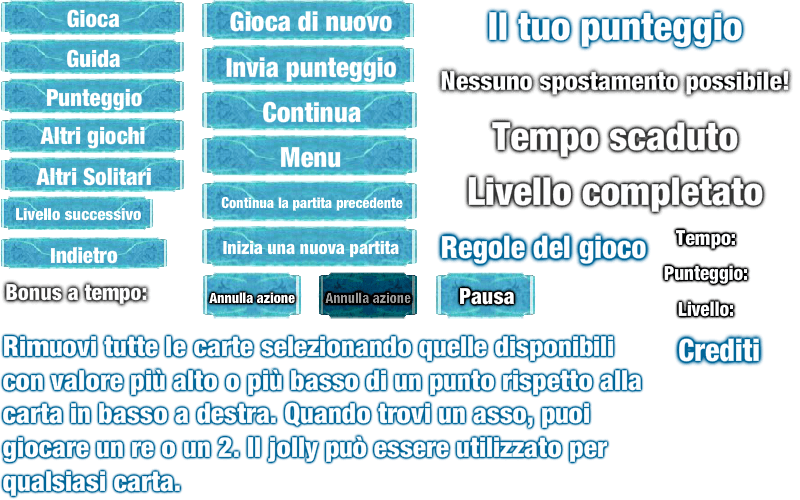 Gioca
Guida
Punteggio
Altri giochi
Altri Solitari
Livello successivo
Indietro
Bonus a tempo:
Gioca di nuovo
Invia punteggio
Continua
Menu
Continua la partita precedente
Inizia una nuova partita
Annulla azione
Annulla azione
Pausa
Il tuo punteggio
Nessuno spostamento possibile!
Tempo scaduto
Livello completato
Regole del gioco
Tempo:
Punteggio:
Livello:
Crediti
Rimuovi tutte le carte selezionando quelle disponibili
con valore più alto o più basso di un punto rispetto alla
carta in basso a destra. Quando trovi un asso, puoi
giocare un re o un 2. Il jolly può essere utilizzato per
qualsiasi carta.